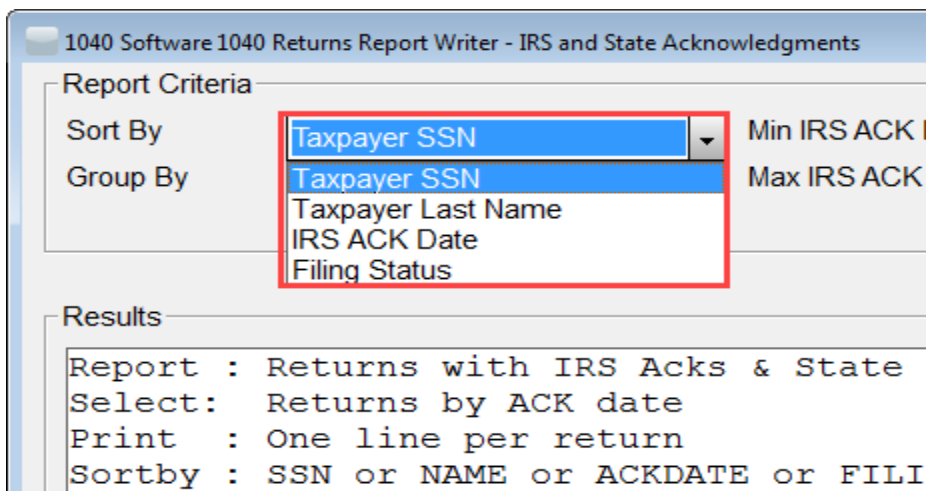 1040 Software 1040 Returns Report Writer - IRS and State Acknowledgments
Report Criteria
Sort By Taxpayer SSN Min IRS ACK
Group By Taxpayer SSN Max IRS ACK
Taxpayer Last Name
IRS ACK Date
Filing Status
Results
Report : Returns with IRS Acks & State
Select: Returns by ACK date
Print : One line per return
Sortby : SSN or NAME or ACKDATE or FILI